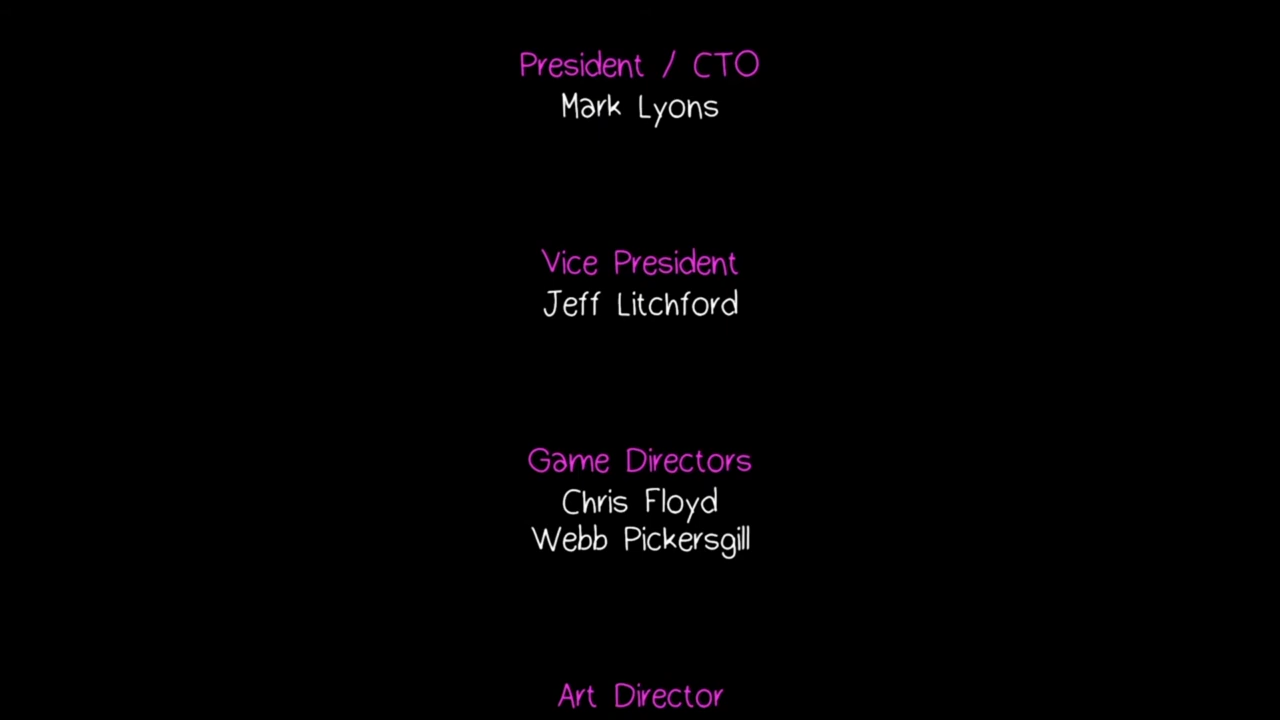 President / CTO
Mark Lyons
Vice President
Jeff Litchford
Game Directors
Chris Floyd
Webb Pickersgill
Art Director